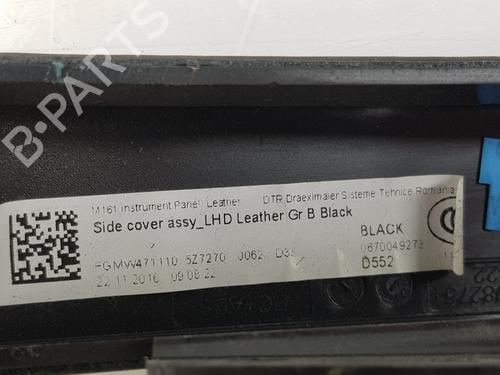 M161 Instrument Panel Leather DTR Draexlmaier Sisteme Tehnice Romania
Side cover assy_LHD Leather Gr B Black
BLACK
FGMW471110 5Z7270 0062 D33
0670049273
22.11.2016 09:08:22
D552
B-PARTS